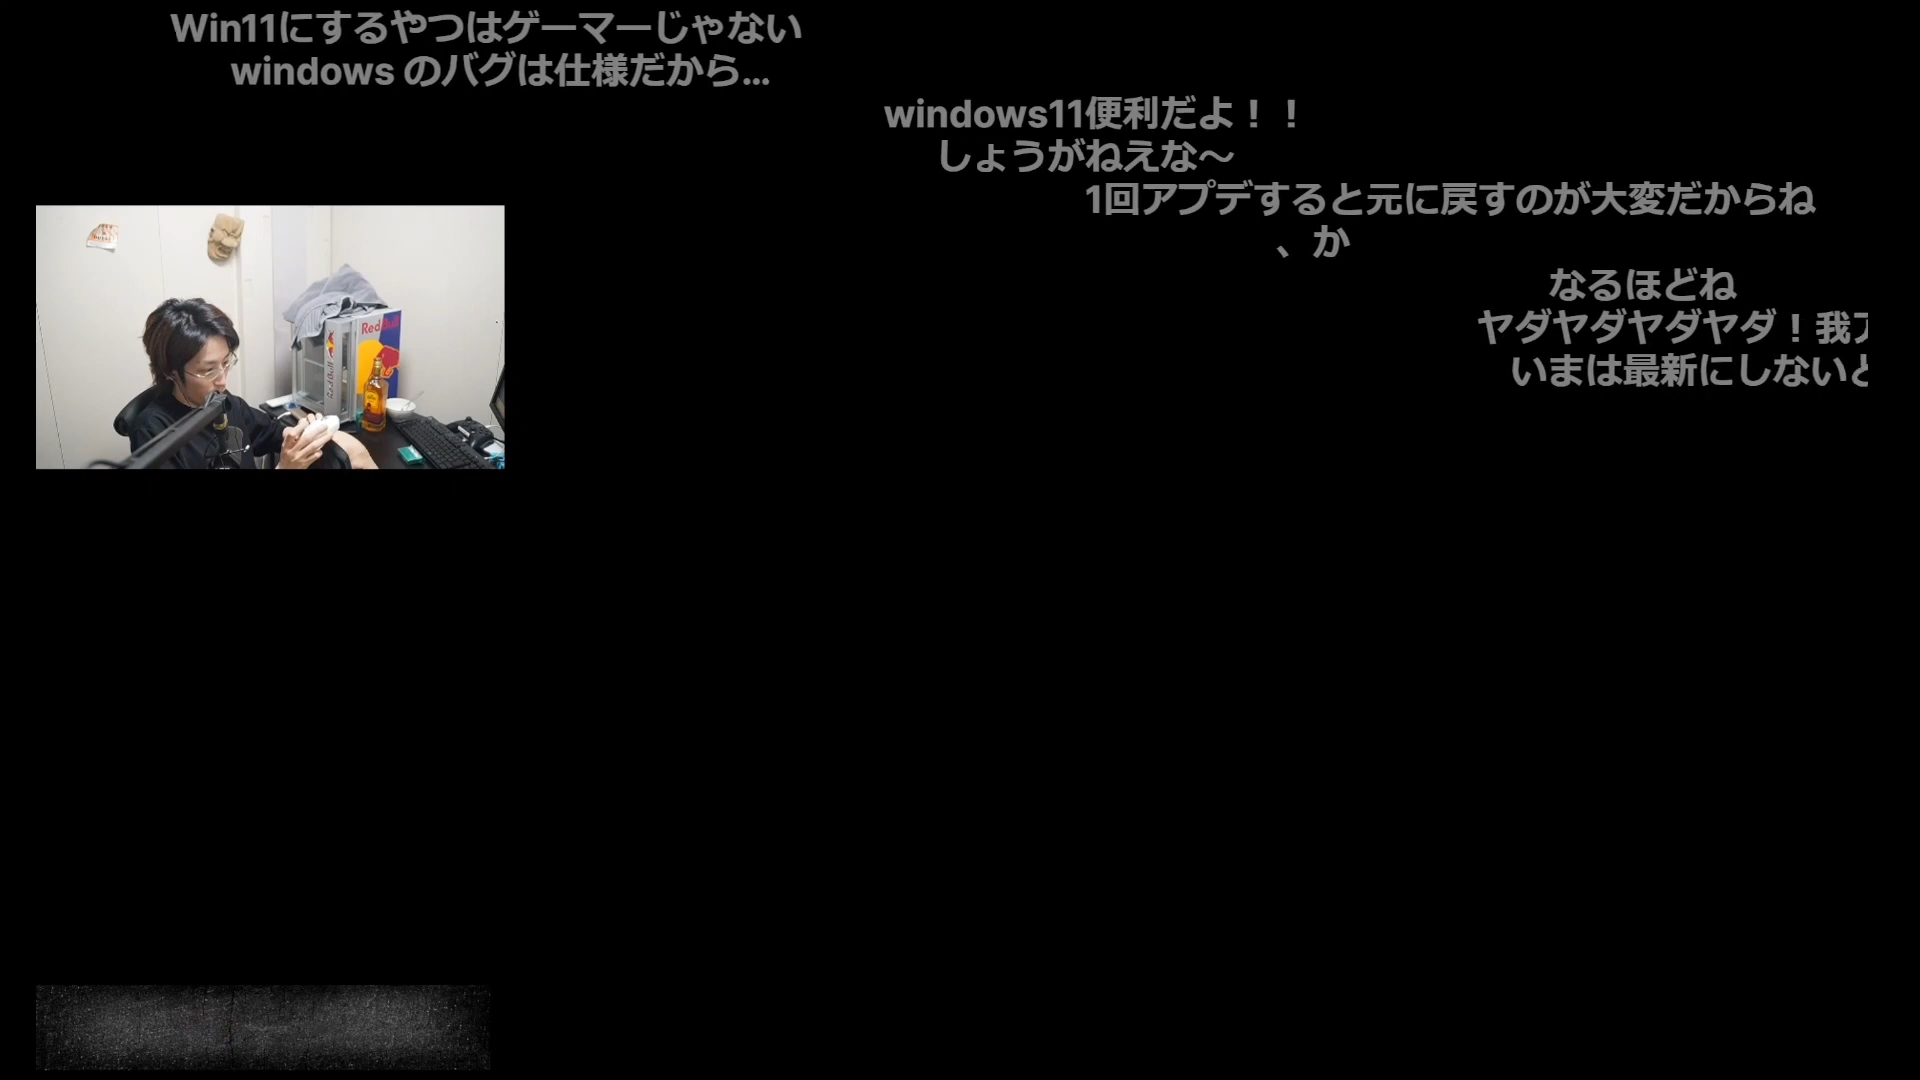 Win11にするやつはゲーマーじゃない
windows のバグは仕様だから...
windows11便利だよ！！
しょうがねえな～
1回アプデすると元に戻すのが大変だからね
、か
なるほどね
ヤダヤダヤダヤダ！我
いまは最新にしないと
Red Bull
RedBull